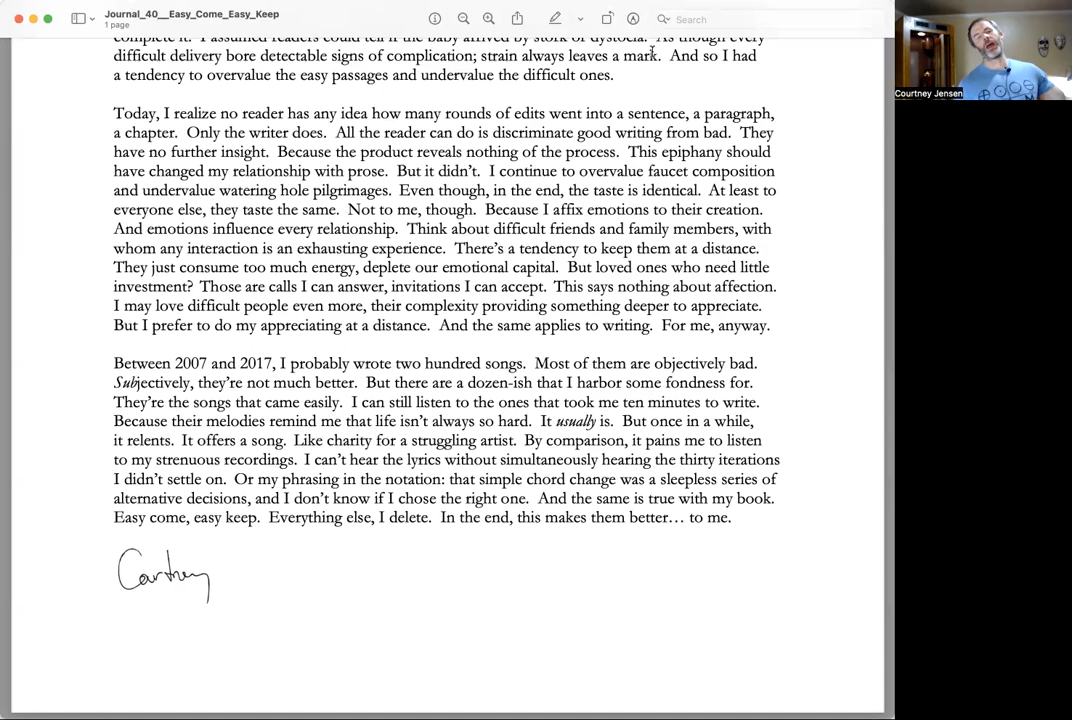 Journal_40__Easy_Come_Easy_Keep
1 page
Search
complete it.  I assumed readers could tell if the baby arrived by stork or dystocia.  As though every
difficult delivery bore detectable signs of complication; strain always leaves a mark.  And so I had
a tendency to overvalue the easy passages and undervalue the difficult ones.
Today, I realize no reader has any idea how many rounds of edits went into a sentence, a paragraph,
a chapter.  Only the writer does.  All the reader can do is discriminate good writing from bad.  They
have no further insight.  Because the product reveals nothing of the process.  This epiphany should
have changed my relationship with prose.  But it didn't.  I continue to overvalue faucet composition
and undervalue watering hole pilgrimages.  Even though, in the end, the taste is identical.  At least to
everyone else, they taste the same.  Not to me, though.  Because I affix emotions to their creation.
And emotions influence every relationship.  Think about difficult friends and family members, with
whom any interaction is an exhausting experience.  There's a tendency to keep them at a distance.
They just consume too much energy, deplete our emotional capital.  But loved ones who need little
investment?  Those are calls I can answer, invitations I can accept.  This says nothing about affection.
I may love difficult people even more, their complexity providing something deeper to appreciate.
But I prefer to do my appreciating at a distance.  And the same applies to writing.  For me, anyway.
Between 2007 and 2017, I probably wrote two hundred songs.  Most of them are objectively bad.
Subjectively, they're not much better.  But there are a dozen-ish that I harbor some fondness for.
They're the songs that came easily.  I can still listen to the ones that took me ten minutes to write.
Because their melodies remind me that life isn't always so hard.  It usually is.  But once in a while,
it relents.  It offers a song.  Like charity for a struggling artist.  By comparison, it pains me to listen
to my strenuous recordings.  I can't hear the lyrics without simultaneously hearing the thirty iterations
I didn't settle on.  Or my phrasing in the notation: that simple chord change was a sleepless series of
alternative decisions, and I don't know if I chose the right one.  And the same is true with my book.
Easy come, easy keep.  Everything else, I delete.  In the end, this makes them better… to me.
Courtney
Courtney Jensen